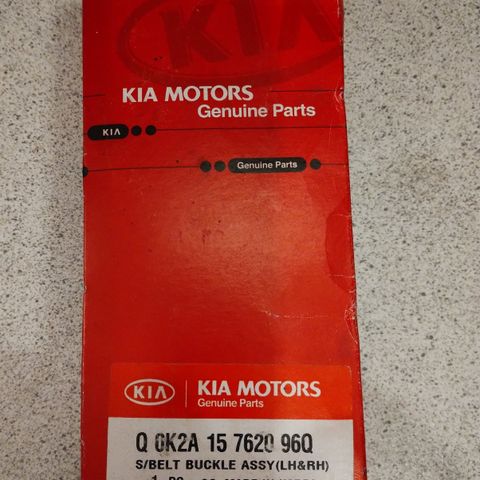 KIA
KIA MOTORS
Genuine Parts
KIA
Genuine Parts
KIA
KIA MOTORS
Genuine Parts
Q 0K2A 15 7620 96Q
S/BELT BUCKLE ASSY(LH&RH)